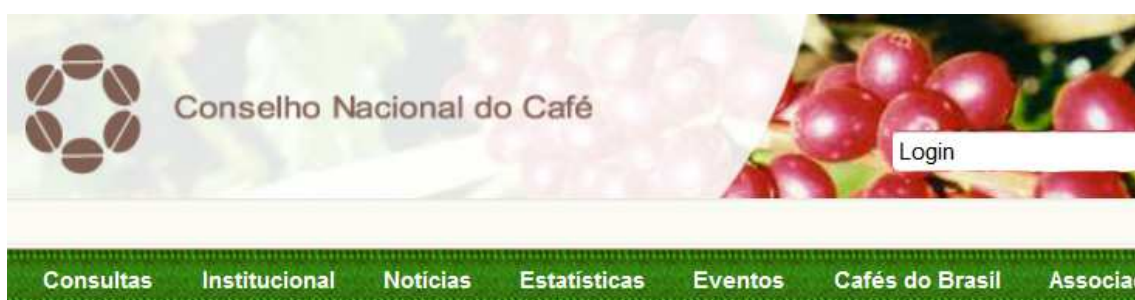 Conselho Nacional do Café
Login
Consultas Institucional Notícias Estatísticas Eventos Cafés do Brasil